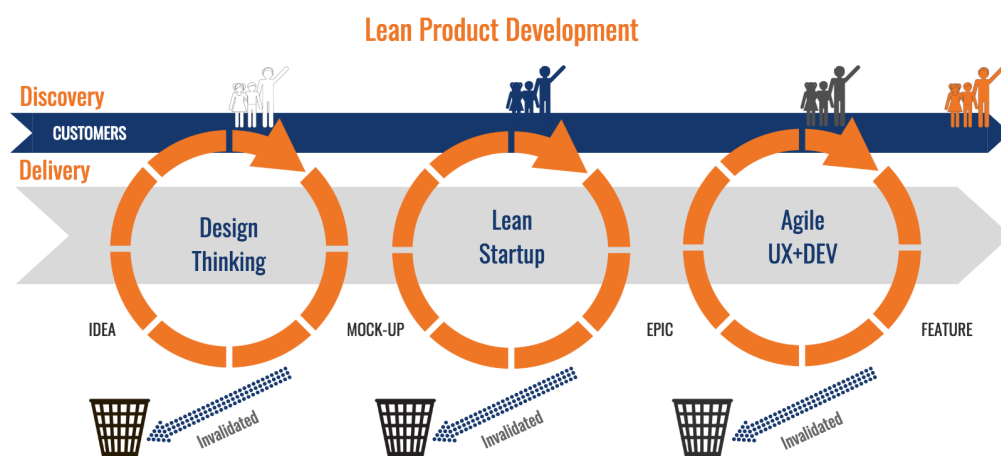 Lean Product Development
Discovery
CUSTOMERS
Delivery
Design
Thinking
Lean
Startup
Agile
UX+DEV
IDEA
MOCK-UP
EPIC
FEATURE
Invalidated
Invalidated
Invalidated